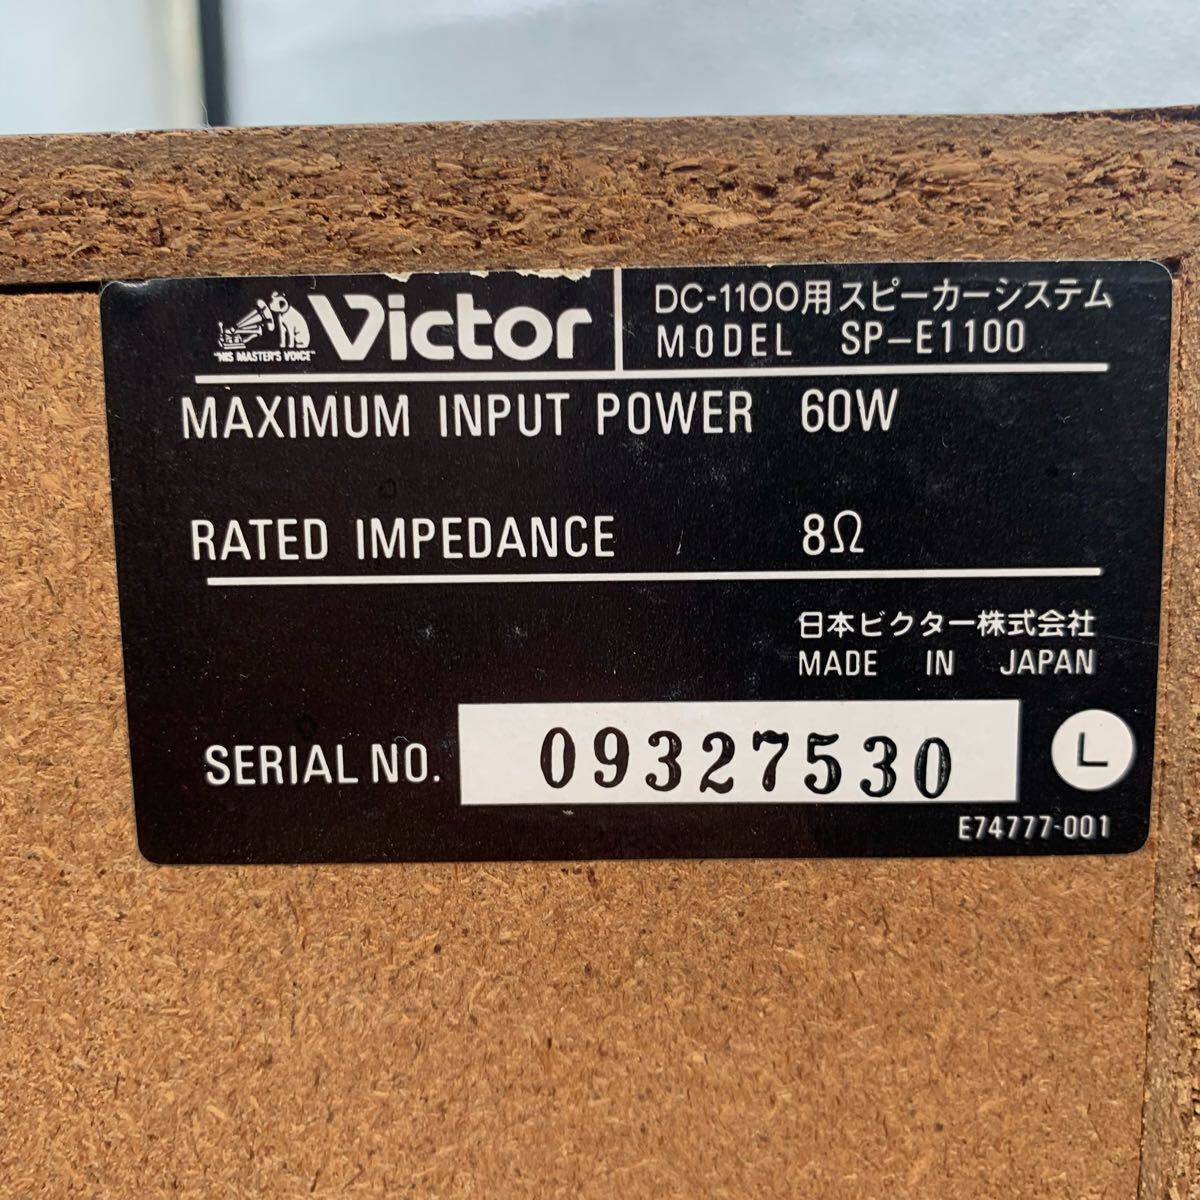 "HIS MASTER'S VOICE"
Victor
DC-1100用スピーカーシステム
MODEL SP-E1100
MAXIMUM INPUT POWER 60W
RATED IMPEDANCE 8Ω
日本ビクター株式会社
MADE IN JAPAN
SERIAL NO. 09327530 L
E74777-001